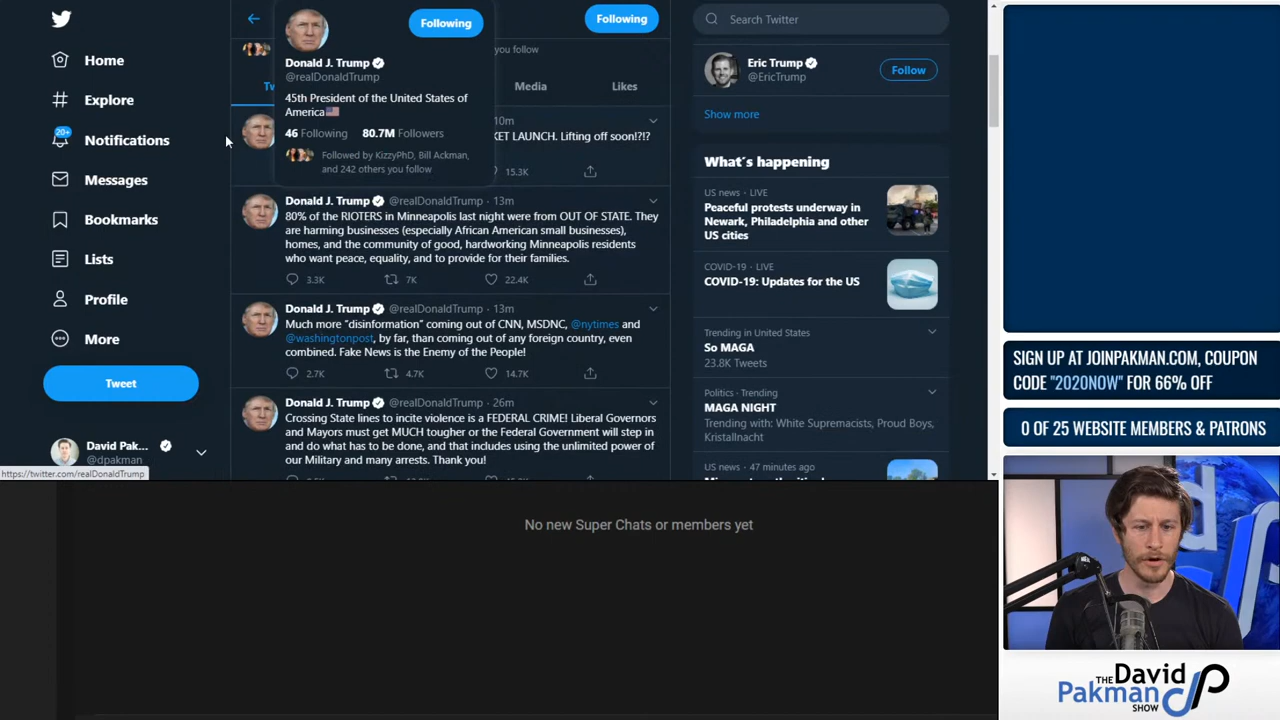 Home
Explore
20+
Notifications
Messages
Bookmarks
Lists
Profile
More
Tweet
David Pak...
@dpakman
https://twitter.com/realDonaldTrump
Following
Donald J. Trump
@realDonaldTrump
45th President of the United States of
America
46 Following 80.7M Followers
Followed by KizzyPhD, Bill Ackman,
and 242 others you follow
Following
you follow
Tw
Media
Likes
10m
KET LAUNCH. Lifting off soon!?!?
15.3K
Donald J. Trump @realDonaldTrump · 13m
80% of the RIOTERS in Minneapolis last night were from OUT OF STATE. They
are harming businesses (especially African American small businesses),
homes, and the community of good, hardworking Minneapolis residents
who want peace, equality, and to provide for their families.
3.3K 7K 22.4K
Donald J. Trump @realDonaldTrump · 13m
Much more “disinformation” coming out of CNN, MSDNC, @nytimes and
@washingtonpost, by far, than coming out of any foreign country, even
combined. Fake News is the Enemy of the People!
2.7K 4.7K 14.7K
Donald J. Trump @realDonaldTrump · 26m
Crossing State lines to incite violence is a FEDERAL CRIME! Liberal Governors
and Mayors must get MUCH tougher or the Federal Government will step in
and do what has to be done, and that includes using the unlimited power of
our Military and many arrests. Thank you!
Search Twitter
Eric Trump
@EricTrump
Follow
Show more
What's happening
US news · LIVE
Peaceful protests underway in
Newark, Philadelphia and other
US cities
COVID-19 · LIVE
COVID-19: Updates for the US
Trending in United States
So MAGA
23.8K Tweets
Politics · Trending
MAGA NIGHT
Trending with: White Supremacists, Proud Boys,
Kristallnacht
US news · 47 minutes ago
No new Super Chats or members yet
SIGN UP AT JOINPAKMAN.COM, COUPON
CODE "2020NOW" FOR 66% OFF
0 OF 25 WEBSITE MEMBERS & PATRONS
THE David
Pakman
SHOW